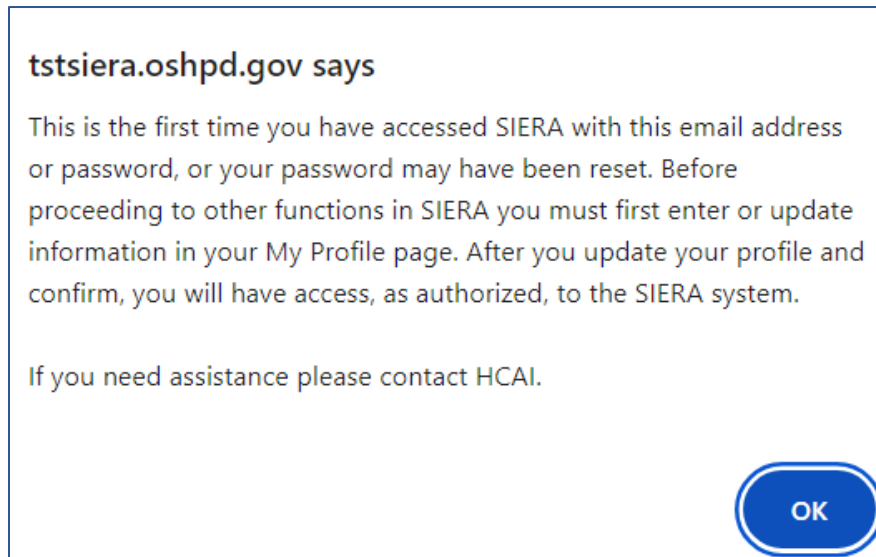 tstsiera.oshpd.gov says
This is the first time you have accessed SIERA with this email address
or password, or your password may have been reset. Before
proceeding to other functions in SIERA you must first enter or update
information in your My Profile page. After you update your profile and
confirm, you will have access, as authorized, to the SIERA system.
If you need assistance please contact HCAI.
OK